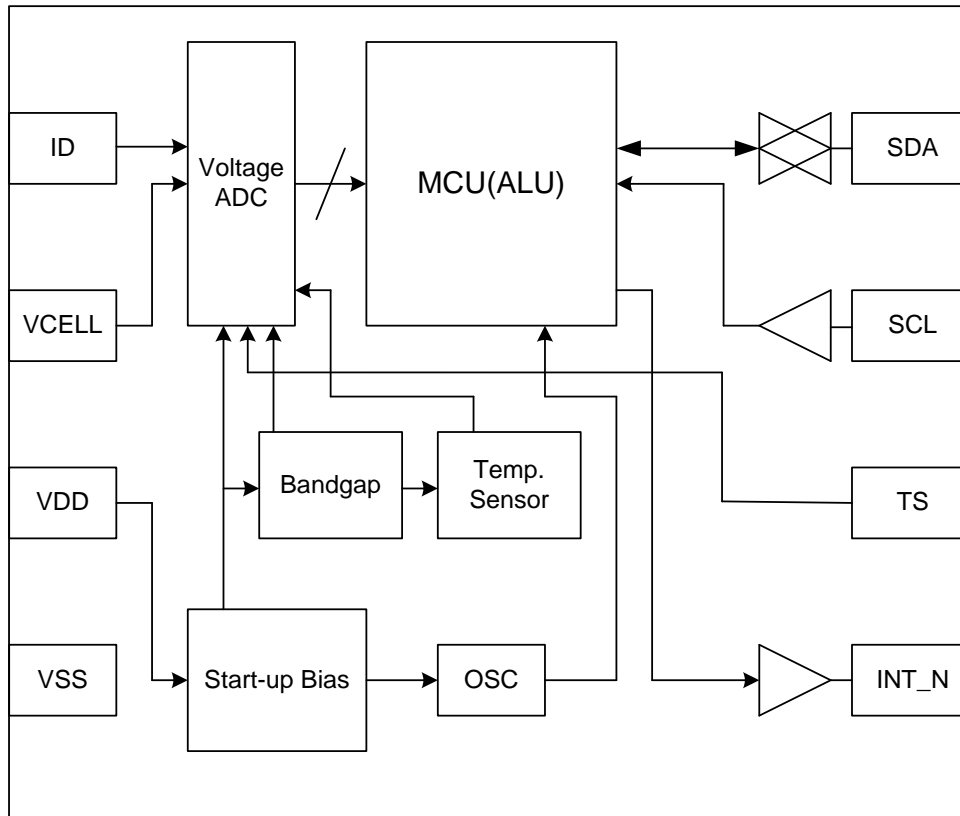 ID
Voltage
ADC
MCU(ALU)
SDA
VCELL
SCL
VDD
Bandgap
Temp.
Sensor
TS
VSS
Start-up Bias
OSC
INT_N